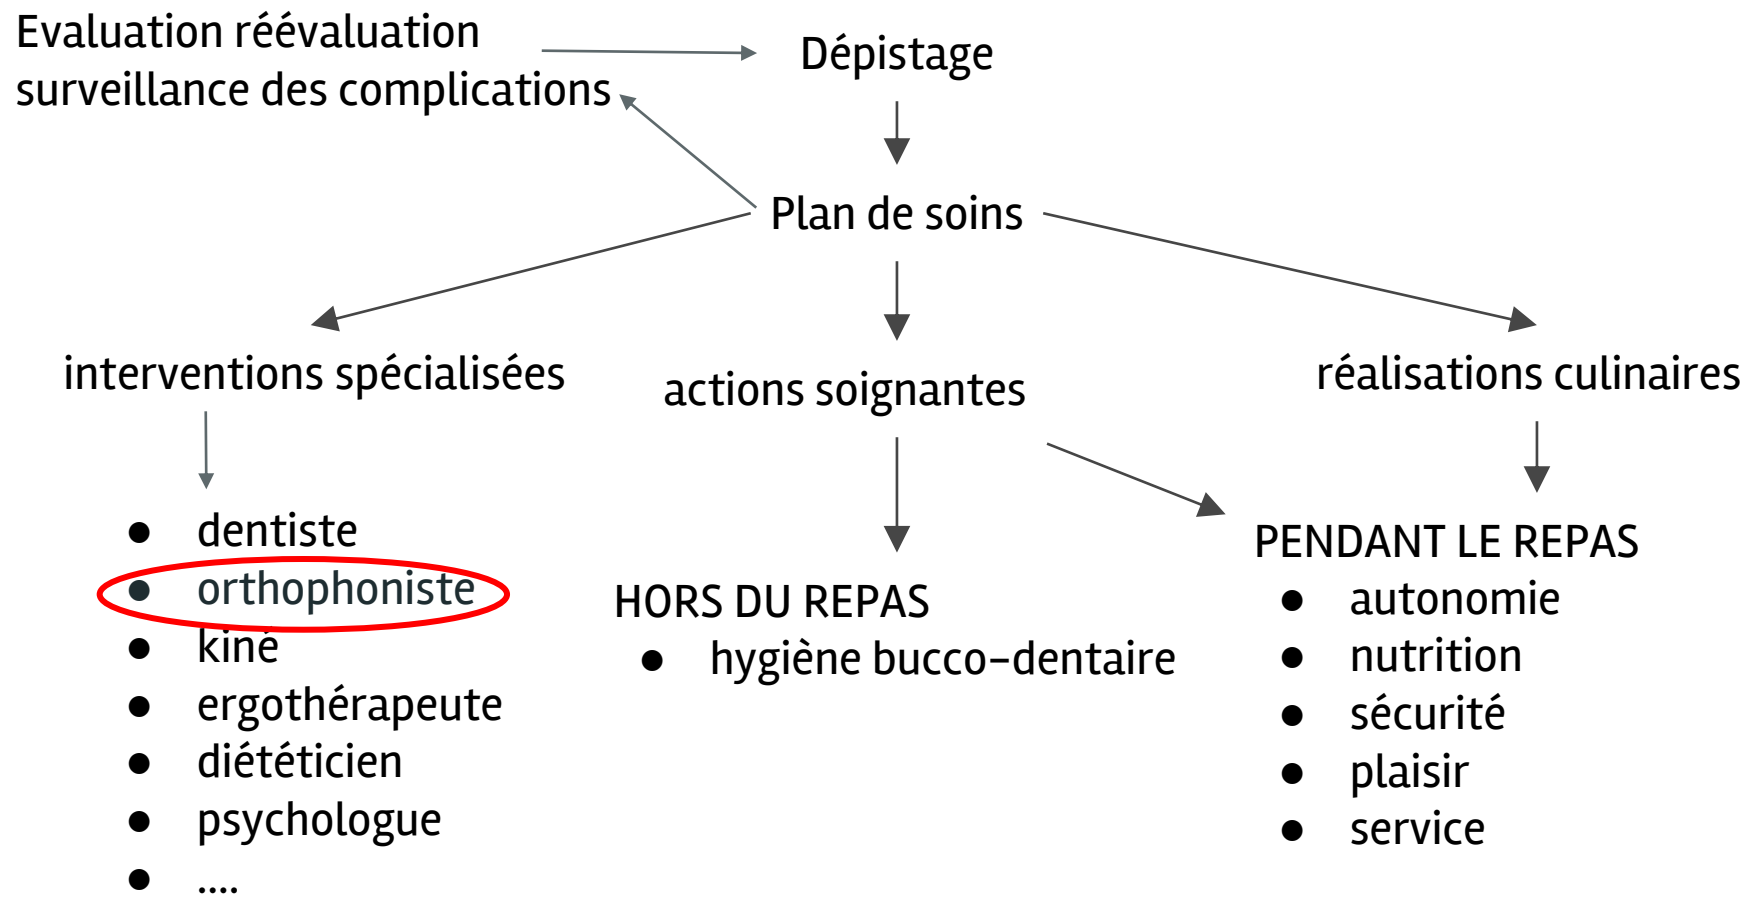 Evaluation réévaluation
surveillance des complications
Dépistage
Plan de soins
interventions spécialisées
actions soignantes
réalisations culinaires
● dentiste
● orthophoniste
● kiné
● ergothérapeute
● diététicien
● psychologue
● ....
HORS DU REPAS
● hygiène bucco-dentaire
PENDANT LE REPAS
● autonomie
● nutrition
● sécurité
● plaisir
● service